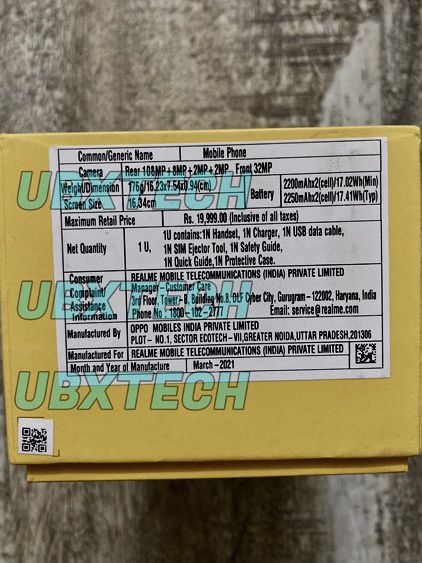 Common/Generic Name Mobile Phone
Camera Rear 108MP+8MP+2MP+2MP Front 32MP
Weight/Dimension 176g/16.23x7.54x0.94(cm) Battery 2200mAhx2(cell)/17.02Wh(Min)
Screen Size 16.34cm 2250mAhx2(cell)/17.41Wh(Typ)
Maximum Retail Price Rs. 19,999.00 (Inclusive of all taxes)
Net Quantity 1 U, 1U contains:1N Handset, 1N Charger, 1N USB data cable,
1N SIM Ejector Tool, 1N Safety Guide,
1N Quick Guide, 1N Protective Case.
Consumer Complaint/ Assistance Information REALME MOBILE TELECOMMUNICATIONS (INDIA) PRIVATE LIMITED
Manager-Customer Care
3rd Floor, Tower-B, Building No.8, DLF Cyber City, Gurugram-122002, Haryana, India
Phone No : 1800-102-2777 Email: service@realme.com
Manufactured By OPPO MOBILES INDIA PRIVATE LIMITED
PLOT - NO.1, SECTOR ECOTECH-VII,GREATER NOIDA,UTTAR PRADESH,201306
Manufactured For REALME MOBILE TELECOMMUNICATIONS (INDIA) PRIVATE LIMITED
Month and Year of Manufacture March-2021
UBXTECH
UBXTECH
UBXTECH